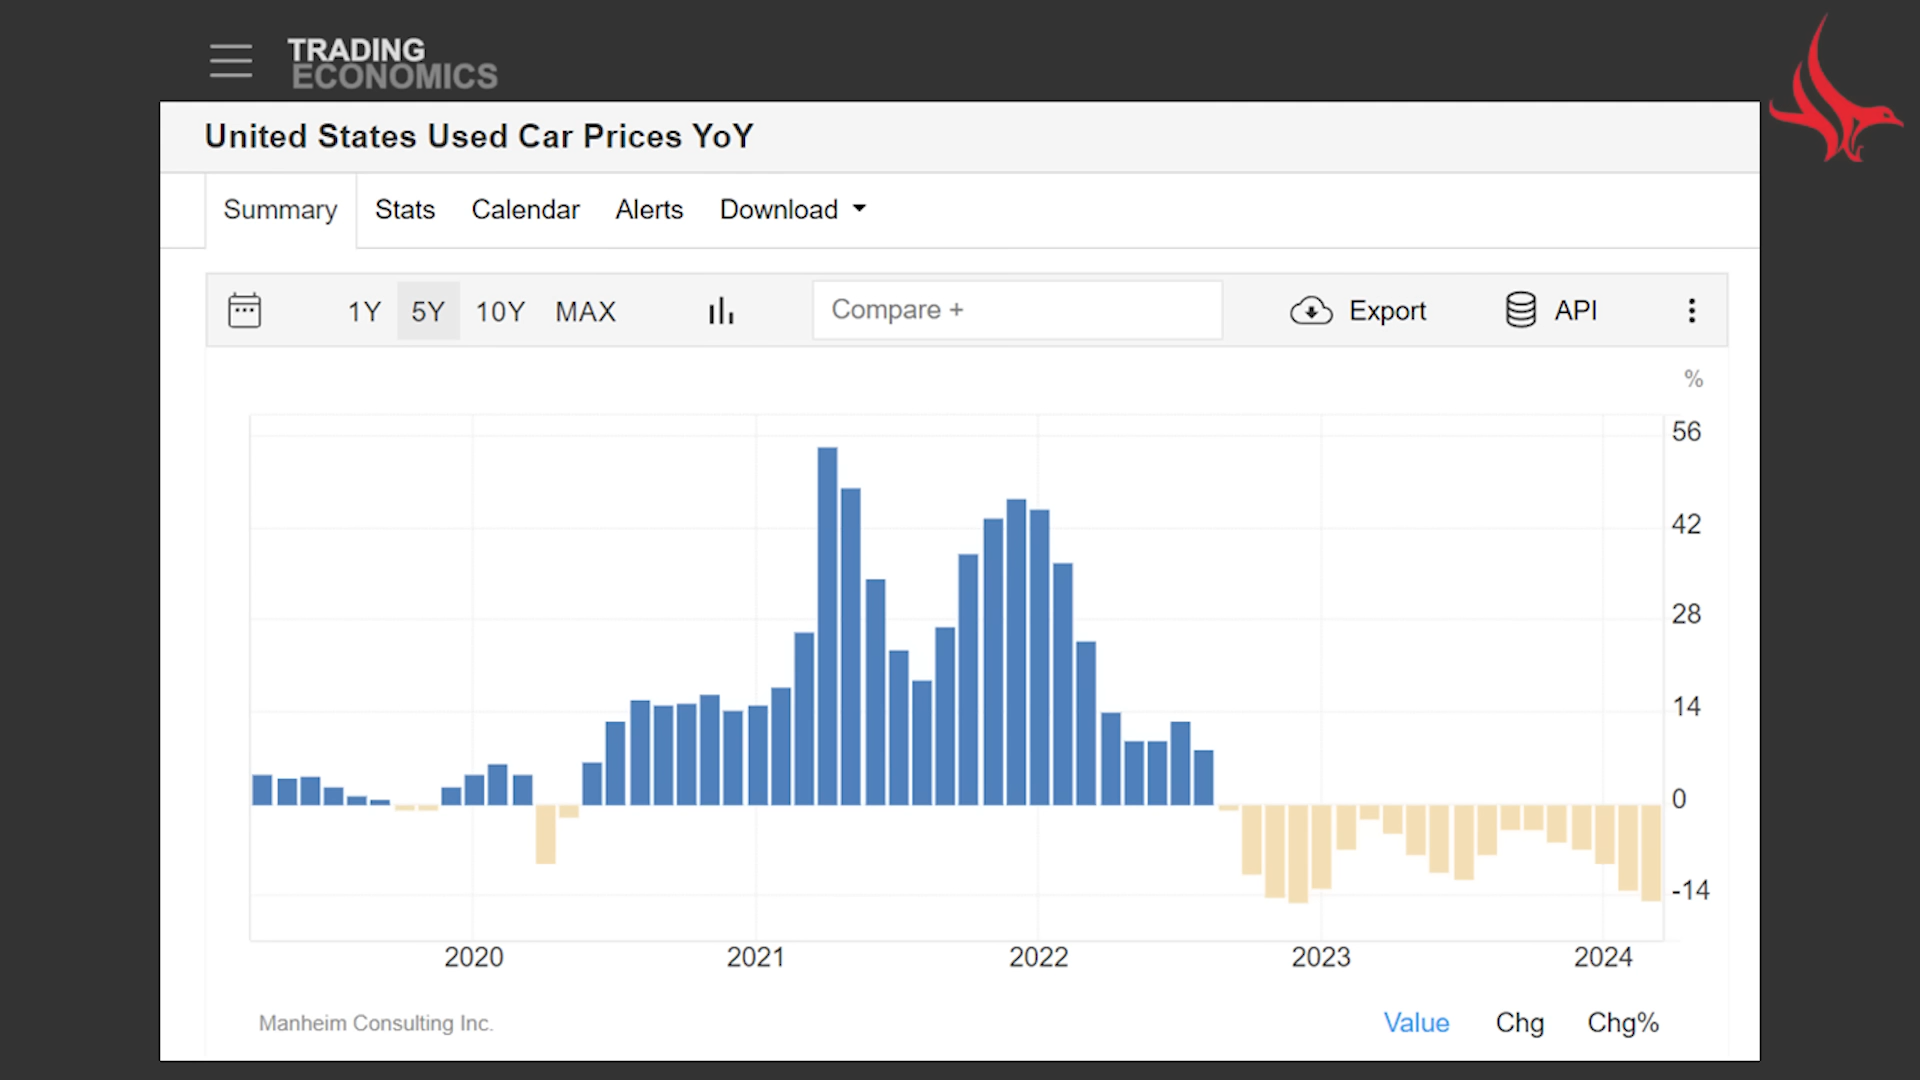 TRADING
ECONOMICS
United States Used Car Prices YoY
Summary Stats Calendar Alerts Download
1Y 5Y 10Y MAX Compare + Export API
%
56
42
28
14
0
-14
2020 2021 2022 2023 2024
Manheim Consulting Inc. Value Chg Chg%